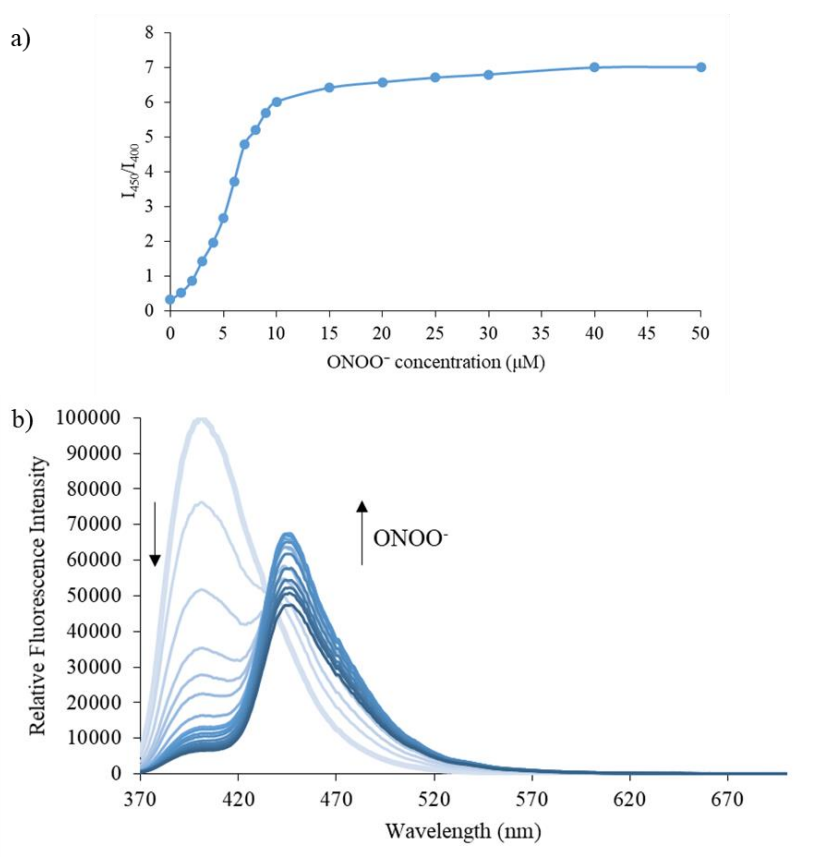 a)
8
7
6
5
4
3
2
1
0
I450/I400
0 5 10 15 20 25 30 35 40 45 50
ONOO⁻ concentration (μM)
b)
100000
90000
80000
70000
60000
50000
40000
30000
20000
10000
0
Relative Fluorescence Intensity
ONOO⁻
370 420 470 520 570 620 670
Wavelength (nm)